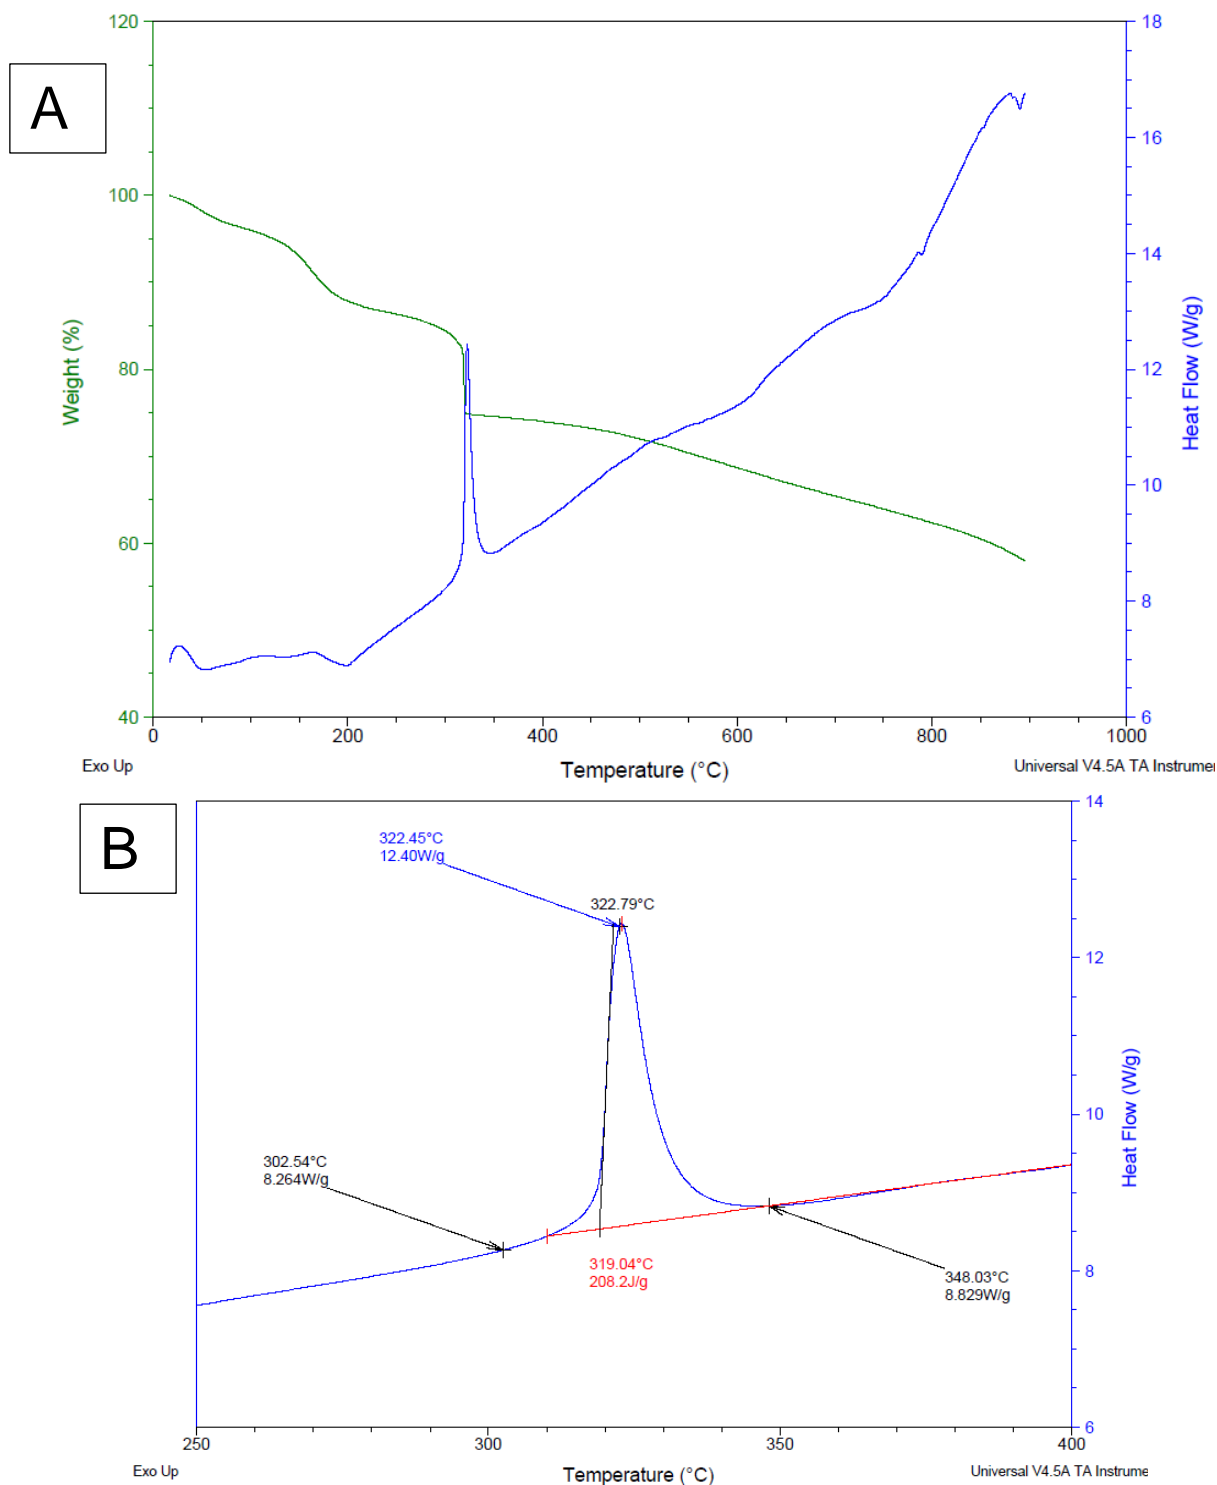 A
120
100
80
60
40
Weight (%)
18
16
14
12
10
8
6
Heat Flow (W/g)
0
200
400
600
800
1000
Exo Up
Temperature (°C)
Universal V4.5A TA Instrumer
B
322.45°C
12.40W/g
322.79°C
302.54°C
8.264W/g
319.04°C
208.2J/g
348.03°C
8.829W/g
14
12
10
8
6
Heat Flow (W/g)
250
300
350
400
Exo Up
Temperature (°C)
Universal V4.5A TA Instrume